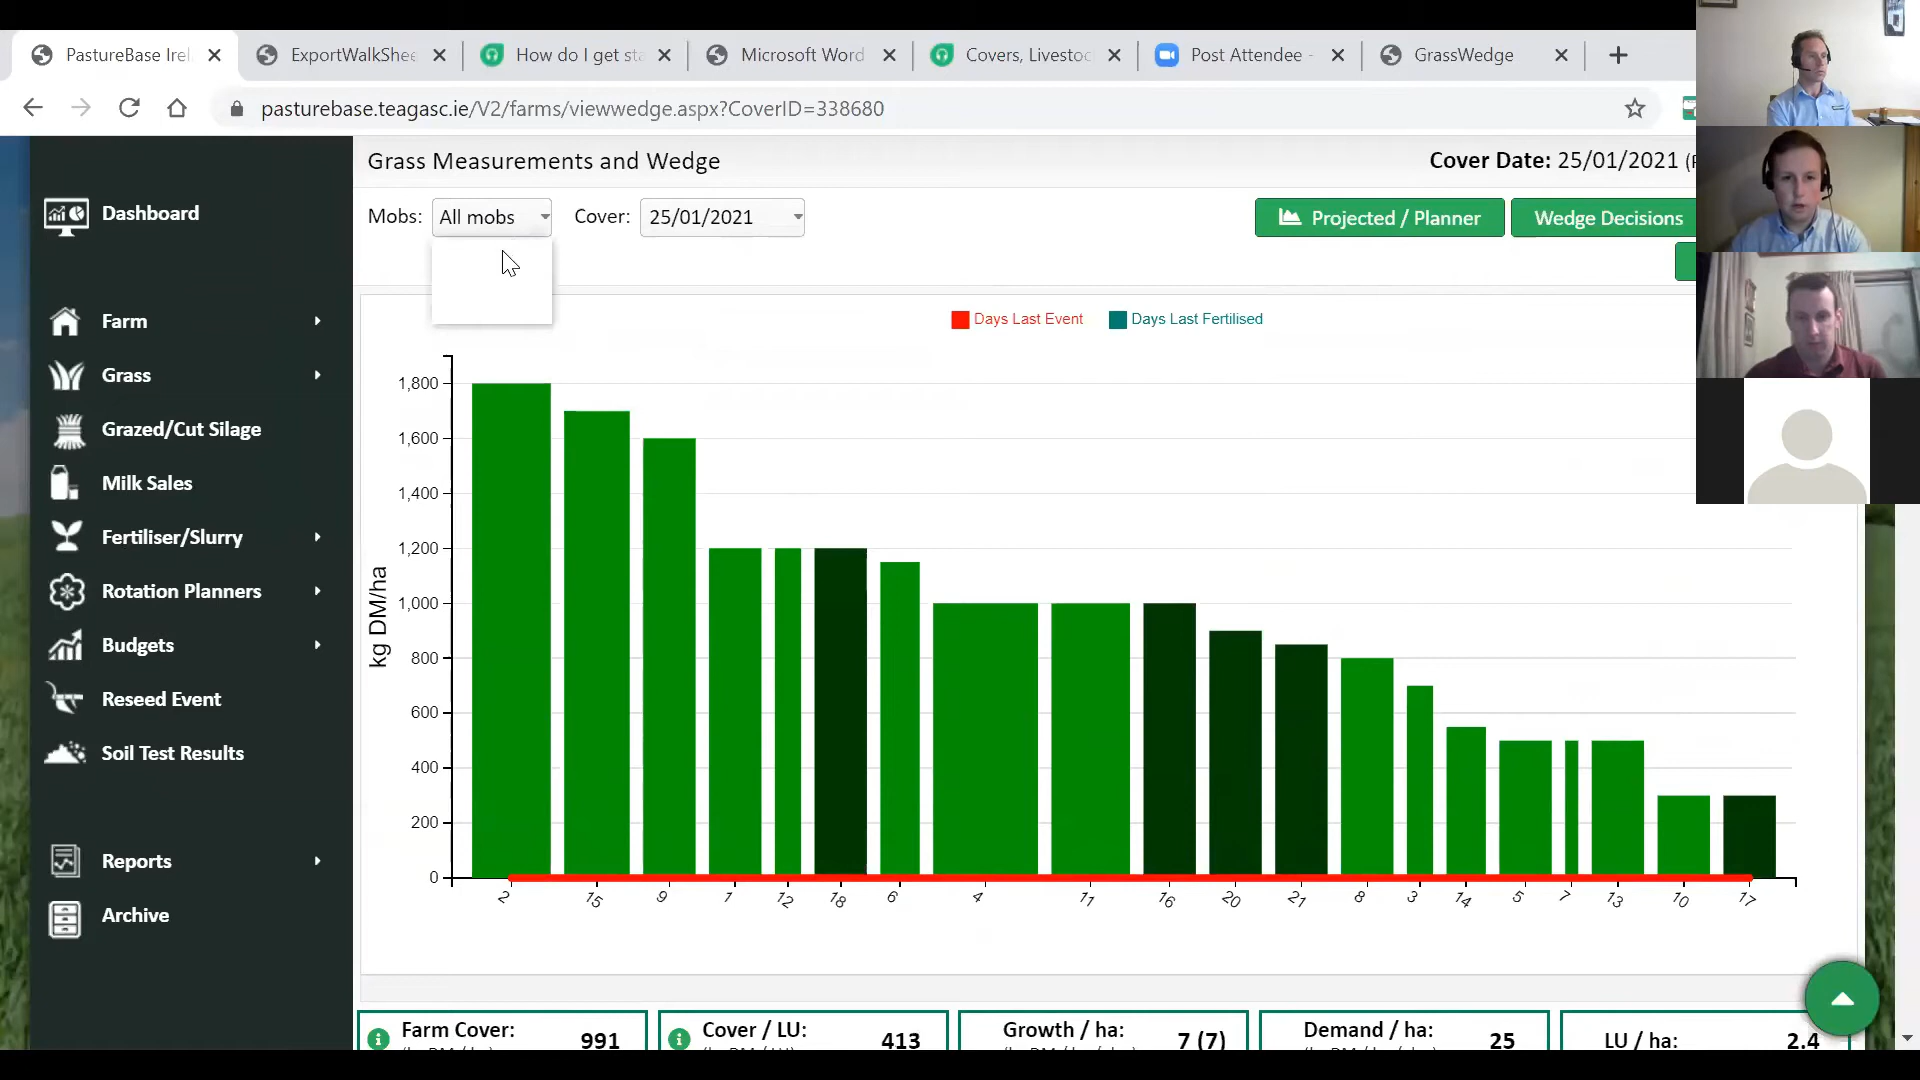 PastureBase Irel
ExportWalkShee
How do I get sta
Microsoft Word
Covers, Livestoc
Post Attendee -
GrassWedge
pasturebase.teagasc.ie/V2/farms/viewwedge.aspx?CoverID=338680
Grass Measurements and Wedge
Cover Date: 25/01/2021
Mobs: All mobs Cover: 25/01/2021
Projected / Planner
Wedge Decisions
Dashboard
Farm
Grass
Grazed/Cut Silage
Milk Sales
Fertiliser/Slurry
Rotation Planners
Budgets
Reseed Event
Soil Test Results
Reports
Archive
Days Last Event Days Last Fertilised
kg DM/ha
1,800
1,600
1,400
1,200
1,000
800
600
400
200
0
2 15 9 1 12 18 6 4 11 16 20 21 8 3 14 5 7 13 10 17
Farm Cover: 991
Cover / LU: 413
Growth / ha: 7 (7)
Demand / ha: 25
LU / ha: 2.4